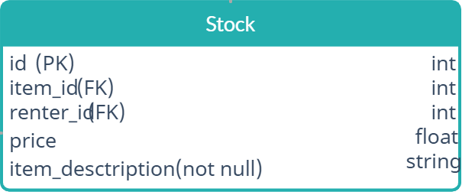 Stock
id (PK) int
item_id(FK) int
renter_id(FK) int
price float
item_desctription(not null) string